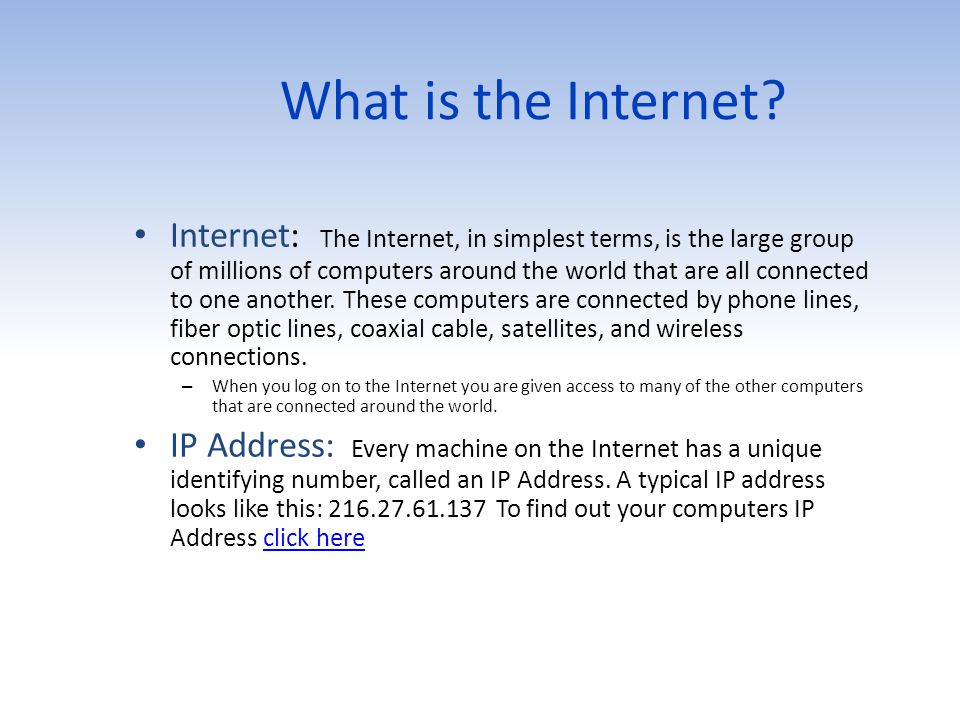 What is the Internet?
• Internet: The Internet, in simplest terms, is the large group
of millions of computers around the world that are all connected
to one another. These computers are connected by phone lines,
fiber optic lines, coaxial cable, satellites, and wireless
connections.
– When you log on to the Internet you are given access to many of the other computers
that are connected around the world.
• IP Address: Every machine on the Internet has a unique
identifying number, called an IP Address. A typical IP address
looks like this: 216.27.61.137 To find out your computers IP
Address click here